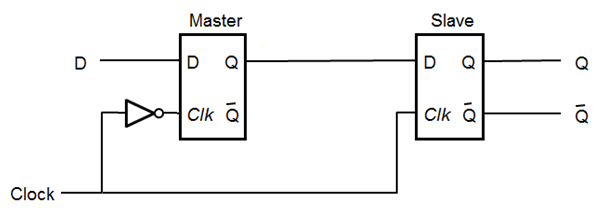 Master Slave
D D Q D Q Q
Clk Q̅ Clk Q̅ Q̅
Clock